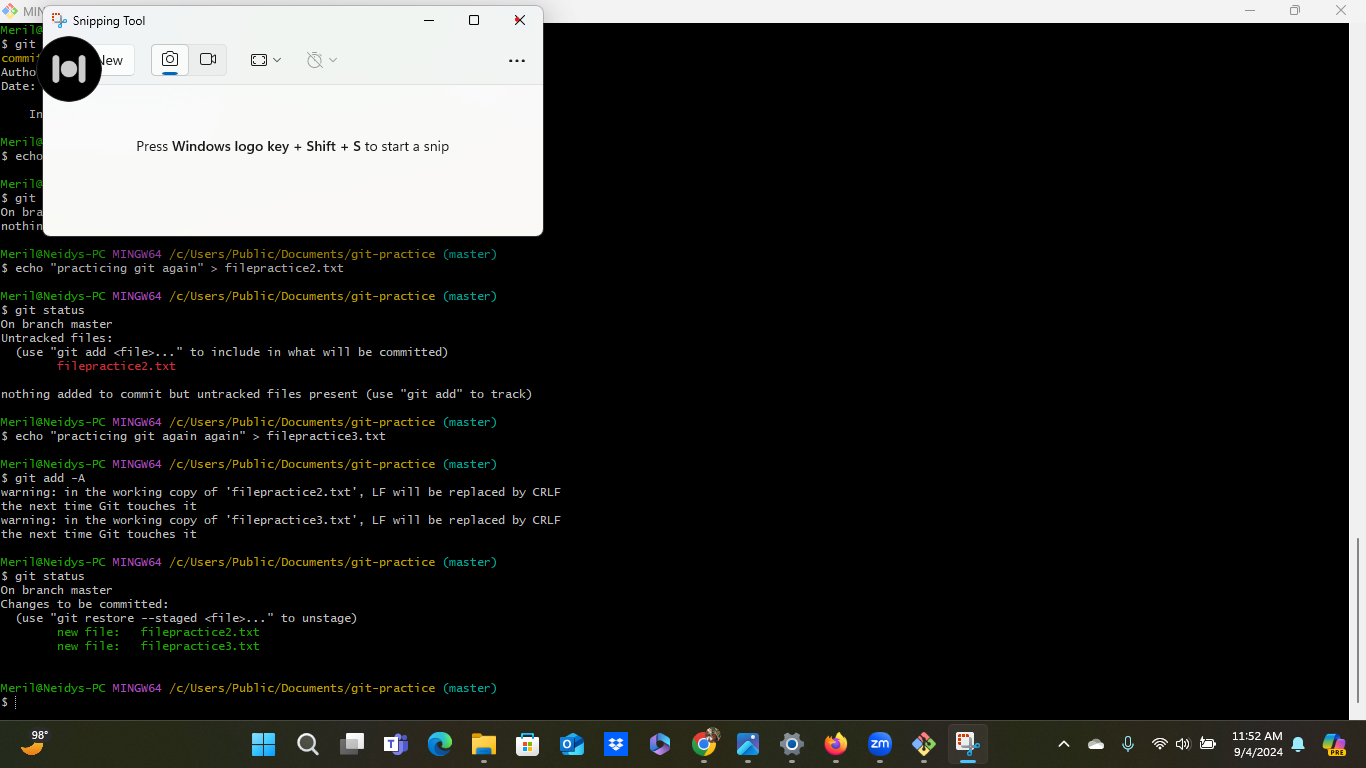 MIN
Snipping Tool
New
Press Windows logo key + Shift + S to start a snip
Meril@
$ git
commi
Autho
Date:
In
Meril@
$ echo
Meril@
$ git
On bra
nothin
Meril@Neidys-PC MINGW64 /c/Users/Public/Documents/git-practice (master)
$ echo "practicing git again" > filepractice2.txt
Meril@Neidys-PC MINGW64 /c/Users/Public/Documents/git-practice (master)
$ git status
On branch master
Untracked files:
(use "git add <file>..." to include in what will be committed)
filepractice2.txt
nothing added to commit but untracked files present (use "git add" to track)
Meril@Neidys-PC MINGW64 /c/Users/Public/Documents/git-practice (master)
$ echo "practicing git again again" > filepractice3.txt
Meril@Neidys-PC MINGW64 /c/Users/Public/Documents/git-practice (master)
$ git add -A
warning: in the working copy of 'filepractice2.txt', LF will be replaced by CRLF
the next time Git touches it
warning: in the working copy of 'filepractice3.txt', LF will be replaced by CRLF
the next time Git touches it
Meril@Neidys-PC MINGW64 /c/Users/Public/Documents/git-practice (master)
$ git status
On branch master
Changes to be committed:
(use "git restore --staged <file>..." to unstage)
new file:   filepractice2.txt
new file:   filepractice3.txt
Meril@Neidys-PC MINGW64 /c/Users/Public/Documents/git-practice (master)
$
98°
zm
11:52 AM
9/4/2024
PRE